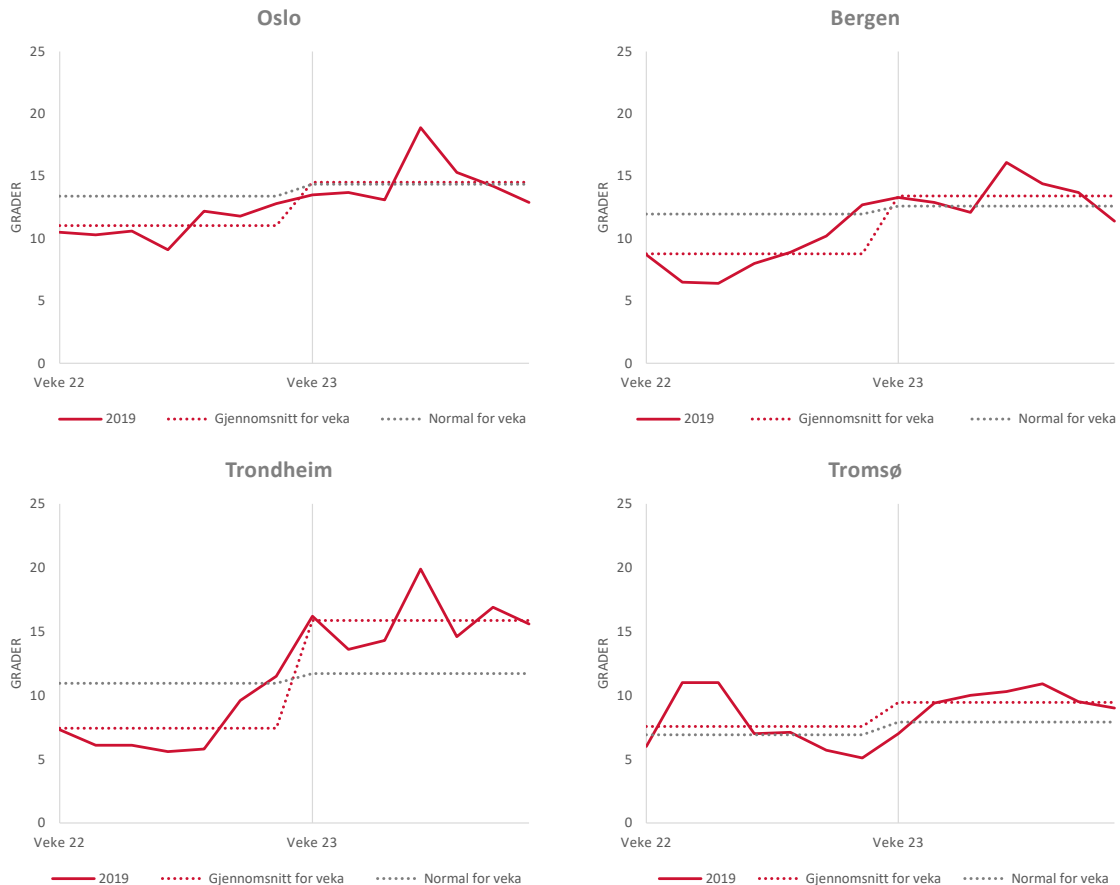 Oslo
25
20
15
10
5
0
GRADER
Veke 22
Veke 23
2019
Gjennomsnitt for veka
Normal for veka
Bergen
25
20
15
10
5
0
GRADER
Veke 22
Veke 23
2019
Gjennomsnitt for veka
Normal for veka
Trondheim
25
20
15
10
5
0
GRADER
Veke 22
Veke 23
2019
Gjennomsnitt for veka
Normal for veka
Tromsø
25
20
15
10
5
0
GRADER
Veke 22
Veke 23
2019
Gjennomsnitt for veka
Normal for veka